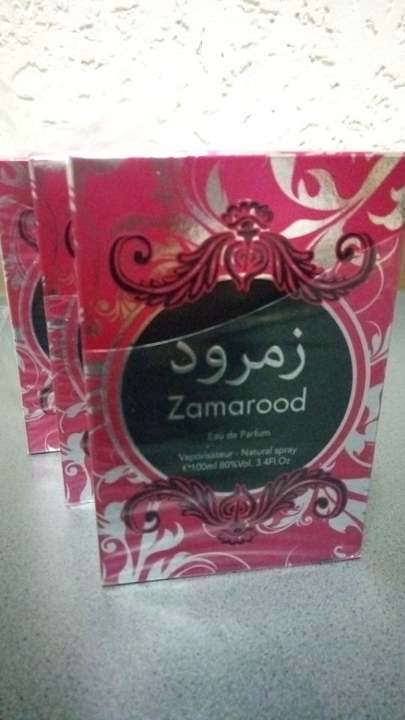 زمرود
Zamarood
Eau de Parfum
Vaporisateur - Natural spray
℮100ml 80%Vol. 3.4Fl Oz